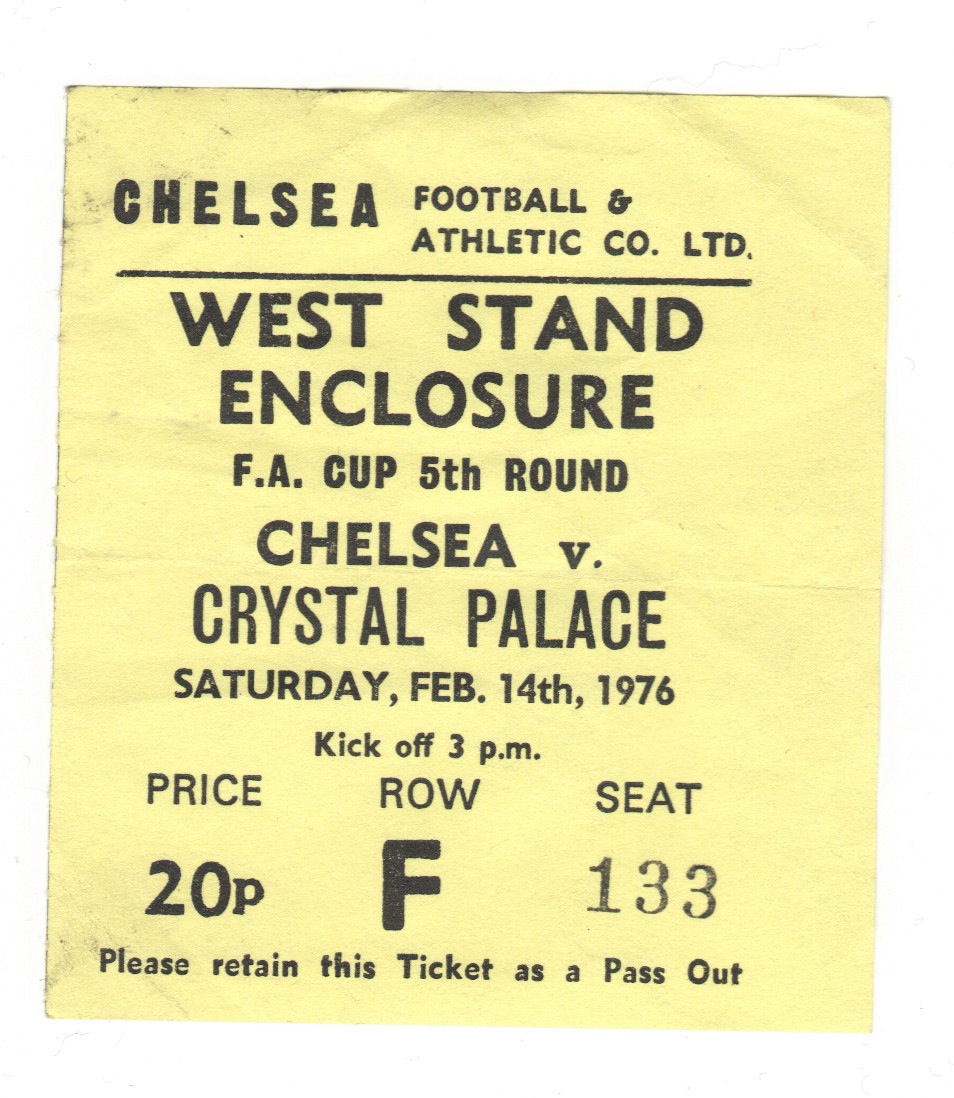 CHELSEA FOOTBALL &
ATHLETIC CO. LTD.
WEST STAND
ENCLOSURE
F.A. CUP 5th ROUND
CHELSEA v.
CRYSTAL PALACE
SATURDAY, FEB. 14th, 1976
Kick off 3 p.m.
PRICE ROW SEAT
20p F 133
Please retain this Ticket as a Pass Out